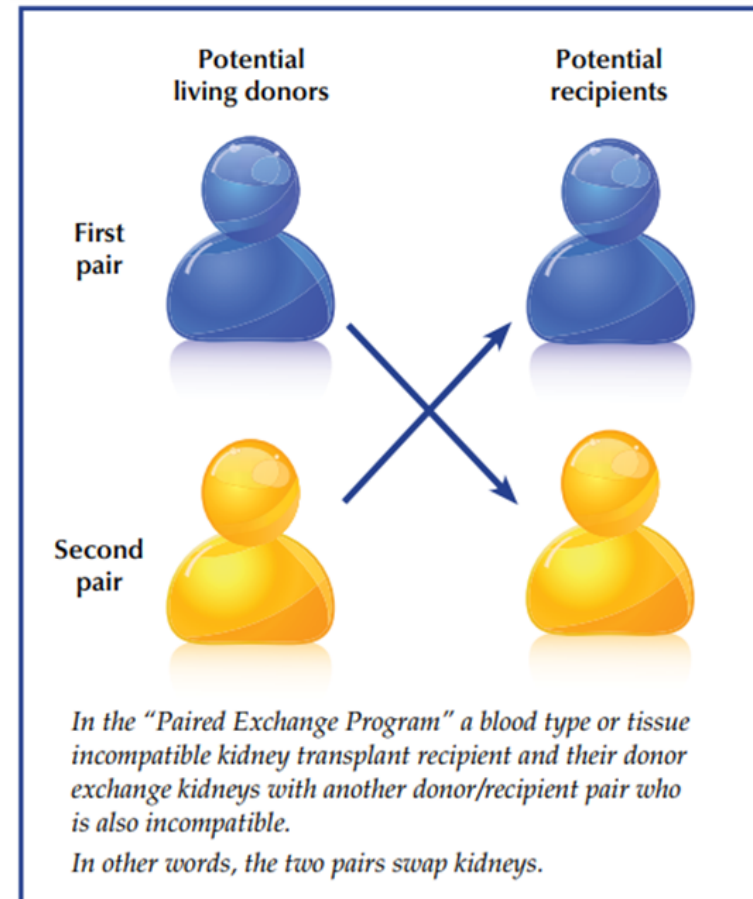 Potential
living donors
Potential
recipients
First
pair
Second
pair
In the “Paired Exchange Program” a blood type or tissue
incompatible kidney transplant recipient and their donor
exchange kidneys with another donor/recipient pair who
is also incompatible.
In other words, the two pairs swap kidneys.